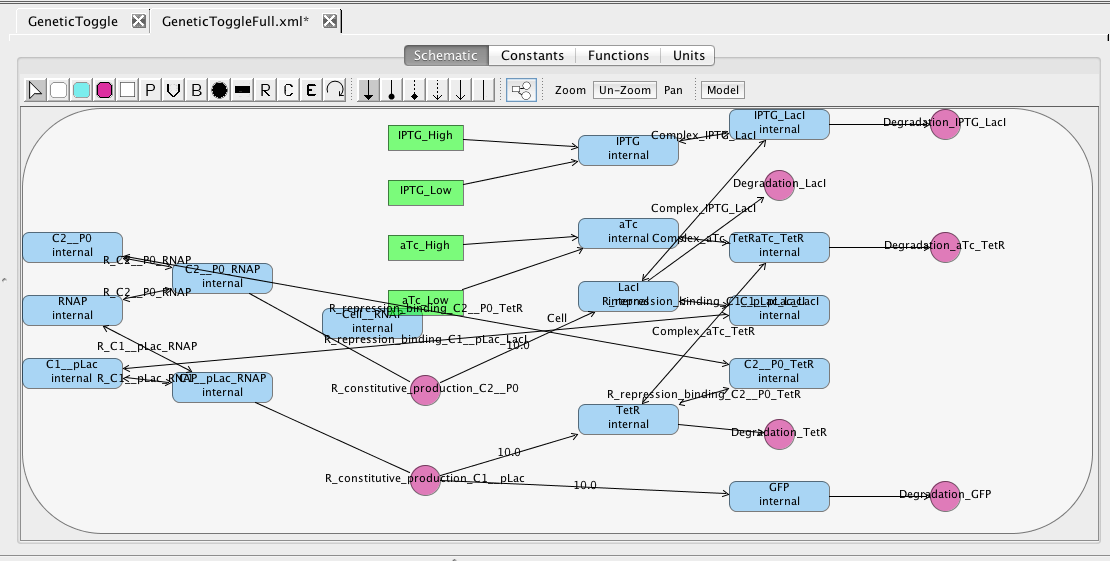 GeneticToggle
GeneticToggleFull.xml*
Schematic
Constants
Functions
Units
P
V
B
R
C
E
Zoom
Un-Zoom
Pan
Model
IPTG_High
IPTG_Low
aTc_High
aTc_Low
IPTG
internal
Complex_IPTG_LacI
IPTG_LacI
internal
Degradation_IPTG_LacI
Degradation_LacI
Complex_IPTG_LacI
aTc
internal
Complex_aTc_TetR
aTc_TetR
internal
Degradation_aTc_TetR
C2__P0
internal
R_C2__P0_RNAP
C2__P0_RNAP
internal
R_C2__P0_RNAP
RNAP
internal
LacI
internal
R_repression_binding_C1__pLac_LacI
internal
R_repression_binding_C2__P0_TetR
Cell__RNAP
internal
Cell
Complex_aTc_TetR
R_repression_binding_C1__pLac_LacI
10.0
R_C1__pLac_RNAP
C1__pLac
internal
R_C1__pLac_RNAP
C1__pLac_RNAP
internal
C2__P0_TetR
internal
R_constitutive_production_C2__P0
R_repression_binding_C2__P0_TetR
TetR
internal
Degradation_TetR
10.0
R_constitutive_production_C1__pLac
10.0
GFP
internal
Degradation_GFP